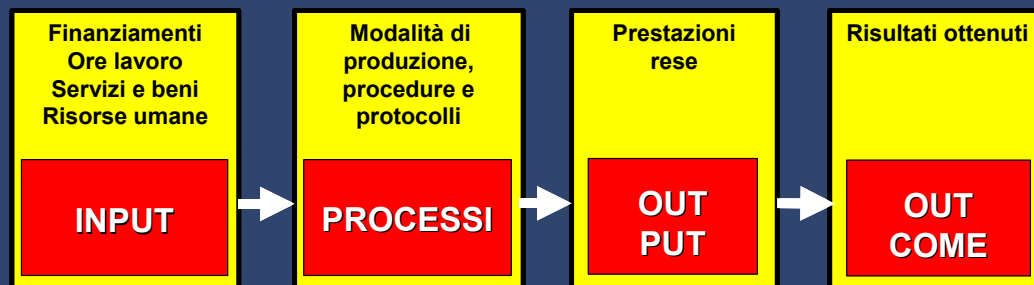 Finanziamenti
Ore lavoro
Servizi e beni
Risorse umane
INPUT
Modalità di
produzione,
procedure e
protocolli
PROCESSI
Prestazioni
rese
OUT
PUT
Risultati ottenuti
OUT
COME